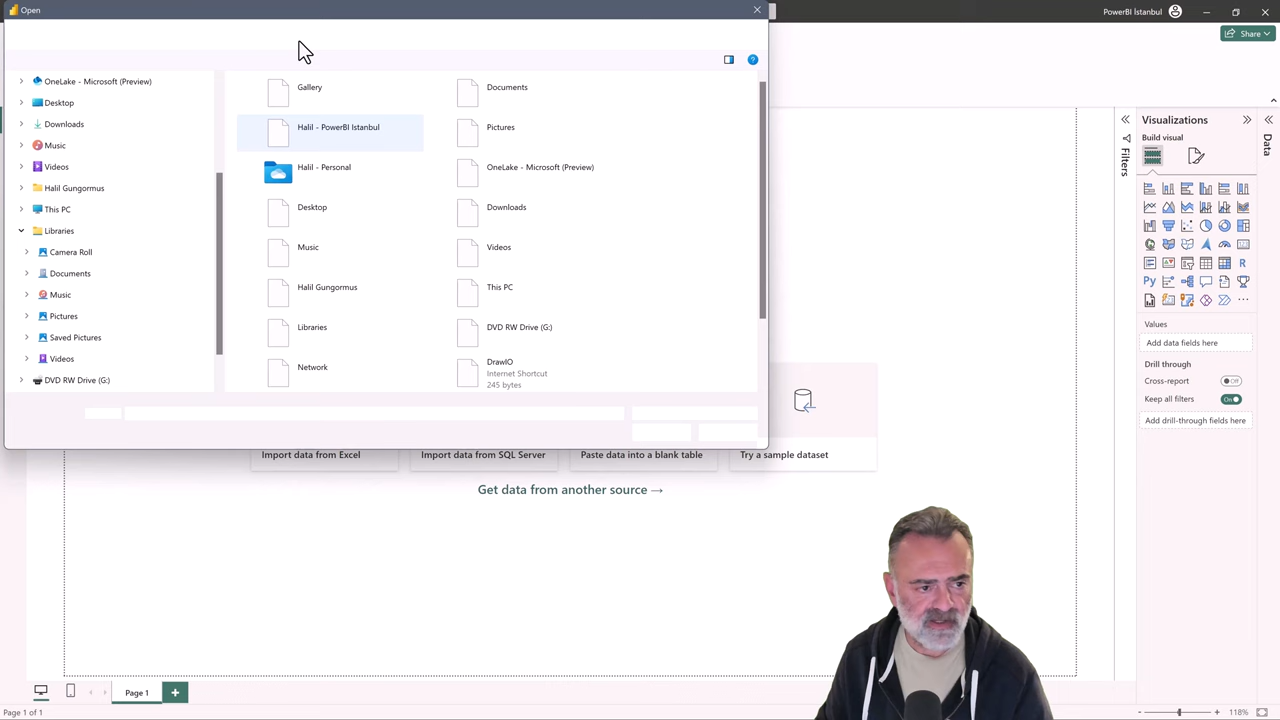 Open
PowerBI Istanbul
Share
OneLake - Microsoft (Preview)
Desktop
Downloads
Music
Videos
Halil Gungormus
This PC
Libraries
Camera Roll
Documents
Music
Pictures
Saved Pictures
Videos
DVD RW Drive (G:)
Gallery
Documents
Halil - PowerBI Istanbul
Pictures
Halil - Personal
OneLake - Microsoft (Preview)
Desktop
Downloads
Music
Videos
Halil Gungormus
This PC
Libraries
DVD RW Drive (G:)
Network
DrawIO
Internet Shortcut
245 bytes
Import data from Excel
Import data from SQL Server
Paste data into a blank table
Try a sample dataset
Get data from another source →
Filters
Visualizations
Build visual
Py
R
Values
Add data fields here
Drill through
Cross-report
Off
Keep all filters
On
Add drill-through fields here
Data
Page 1
Page 1 of 1
118%